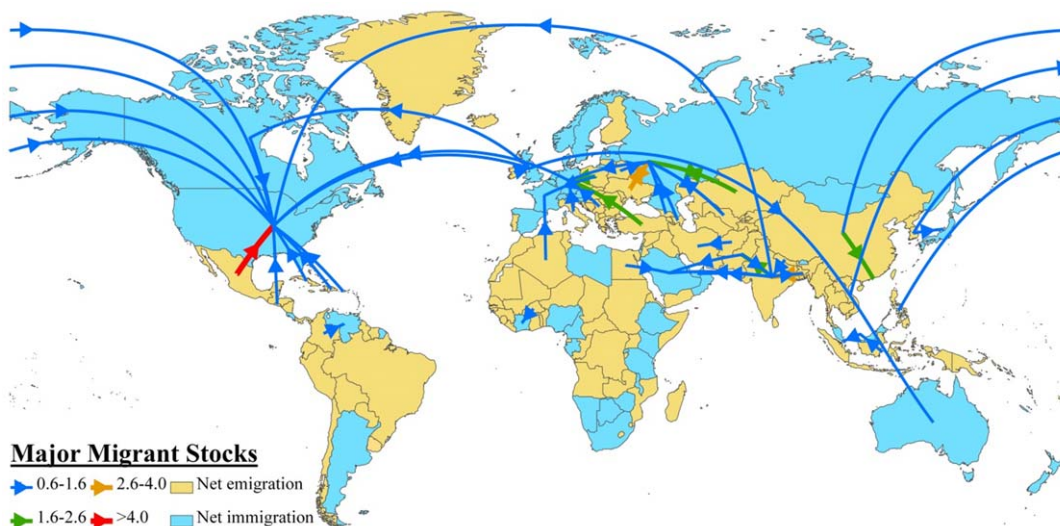 Major Migrant Stocks
0.6-1.6 2.6-4.0 Net emigration
1.6-2.6 >4.0 Net immigration